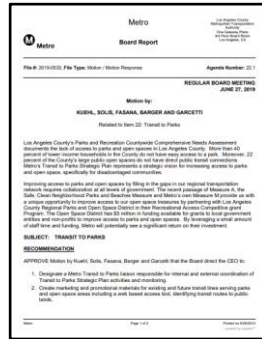 Metro
Los Angeles County
Metropolitan Transportation
Authority
One Gateway Plaza
3rd Floor Board Room
Los Angeles, CA
Metro
Board Report
File #: 2019-0520, File Type: Motion / Motion Response
Agenda Number: 22.1
REGULAR BOARD MEETING
JUNE 27, 2019
Motion by:
KUEHL, SOLIS, FASANA, BARGER AND GARCETTI
Related to Item 22: Transit to Parks
Los Angeles County's Parks and Recreation Countywide Comprehensive Needs Assessment
documents the lack of access to parks and open spaces in Los Angeles County. More than 40
percent of lower-income households in the County do not have easy access to a park. Moreover, 22
percent of the County's large public open spaces do not have direct public transit connections.
Metro's Transit to Parks Strategic Plan represents a strategic vision for increasing access to parks
and open space, specifically for disadvantaged communities.
Improving access to parks and open spaces by filling in the gaps in our regional transportation
network requires collaboration at all levels of government. The recent passage of Measure A, the
Safe, Clean Neighborhood Parks and Beaches Measure and Metro's own Measure M provide us with
a unique opportunity to improve access to our open space treasures by partnering with Los Angeles
County Regional Parks and Open Space District in their Recreational Access Competitive grant
Program. The Open Space District has $5 million in funding available for grants to local government
entities and non-profits to improve access to parks and open spaces. By leveraging a small amount
of staff time and funding, Metro will potentially see a significant return on their investment.
SUBJECT: TRANSIT TO PARKS
RECOMMENDATION
APPROVE Motion by Kuehl, Solis, Fasana, Barger and Garcetti that the Board direct the CEO to:
1. Designate a Metro Transit to Parks liaison responsible for internal and external coordination of
Transit to Parks Strategic Plan activities and monitoring.
2. Create marketing and promotional materials for existing and future transit lines serving parks
and open space areas including a web based access tool, identifying transit routes to public
lands.
Metro
Page 1 of 2